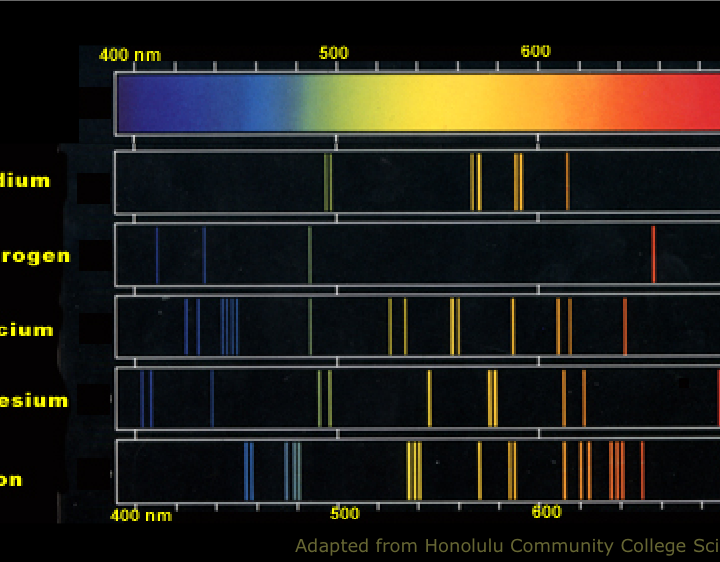 400 nm 500 600
dium
rogen
cium
esium
on
400 nm 500 600
Adapted from Honolulu Community College Sci